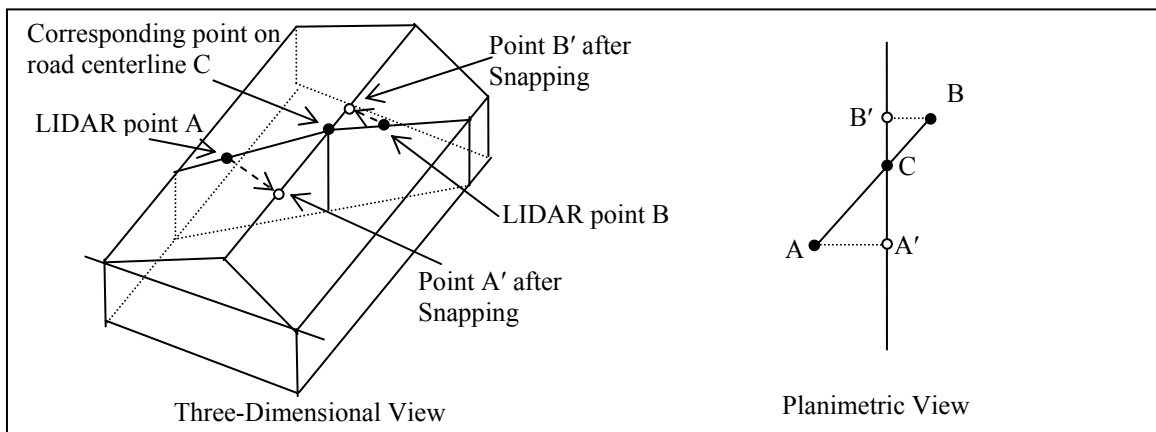 Corresponding point on
road centerline C
LIDAR point A
Point B′ after
Snapping
LIDAR point B
Point A′ after
Snapping
Three-Dimensional View
B′
B
C
A
A′
Planimetric View